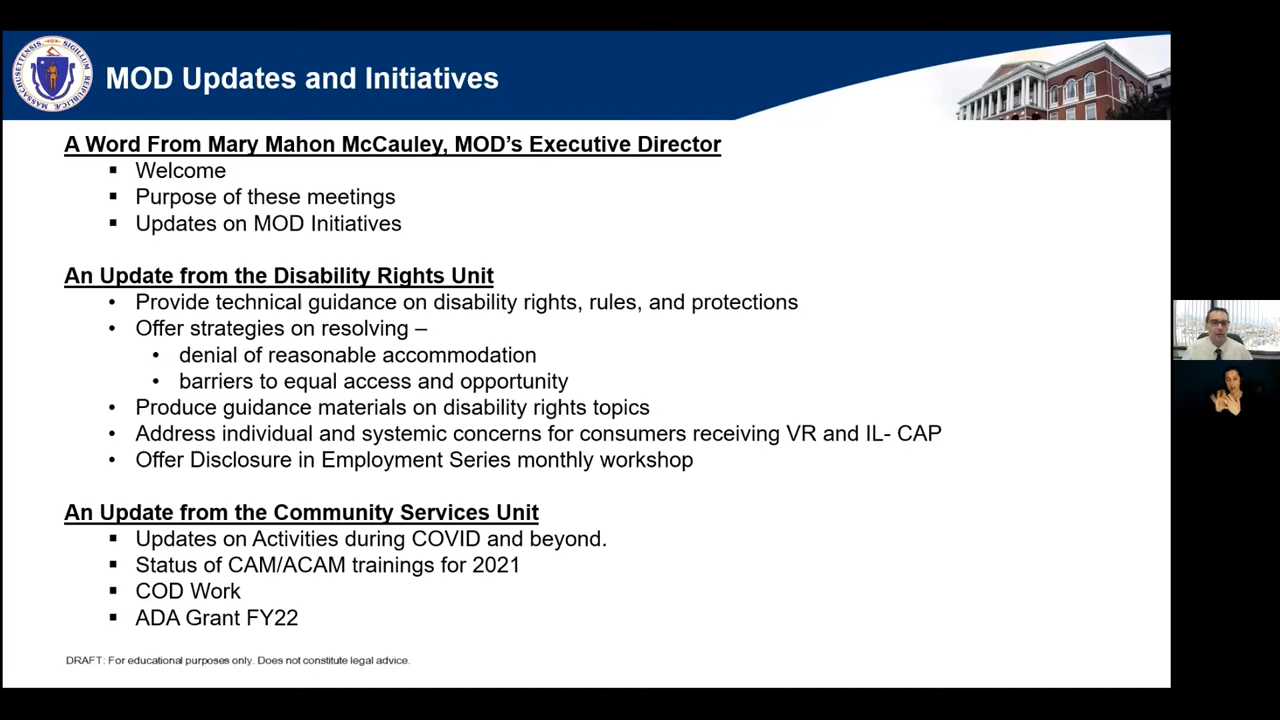 MOD Updates and Initiatives
A Word From Mary Mahon McCauley, MOD's Executive Director
▪ Welcome
▪ Purpose of these meetings
▪ Updates on MOD Initiatives
An Update from the Disability Rights Unit
• Provide technical guidance on disability rights, rules, and protections
• Offer strategies on resolving –
• denial of reasonable accommodation
• barriers to equal access and opportunity
• Produce guidance materials on disability rights topics
• Address individual and systemic concerns for consumers receiving VR and IL- CAP
• Offer Disclosure in Employment Series monthly workshop
An Update from the Community Services Unit
▪ Updates on Activities during COVID and beyond.
▪ Status of CAM/ACAM trainings for 2021
▪ COD Work
▪ ADA Grant FY22
DRAFT: For educational purposes only. Does not constitute legal advice.